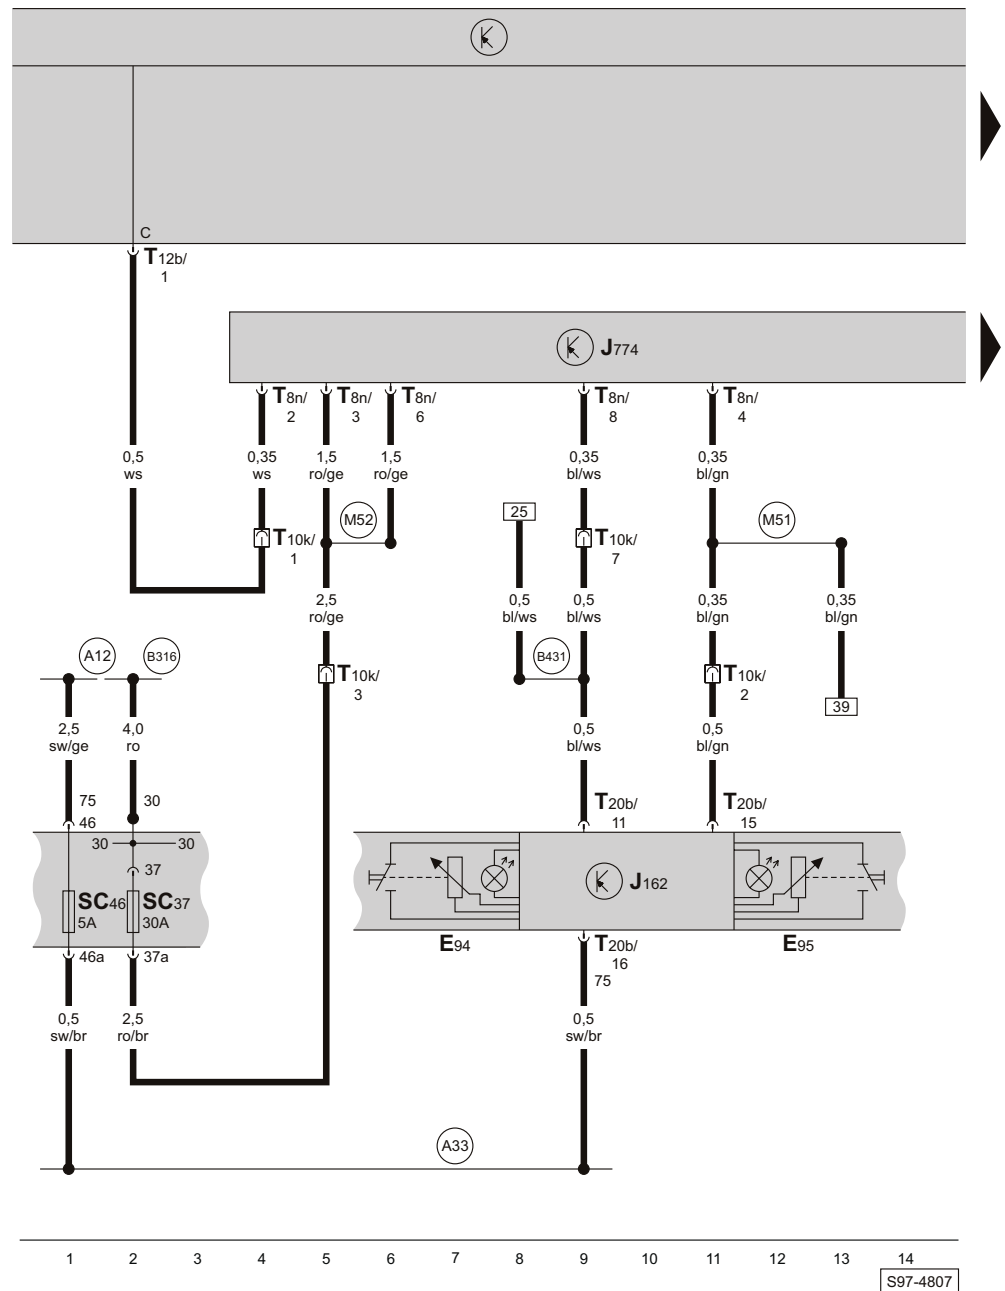 C
T12b/
1
J774
T8n/ T8n/ T8n/ T8n/ T8n/
2 3 6 8 4
0,5 0,35 1,5 1,5 0,35 0,35
ws ws ro/ge ro/ge bl/ws bl/gn
25
M52 M51
T10k/ T10k/
1 7
2,5 0,5 0,5 0,35 0,35
ro/ge bl/ws bl/ws bl/gn bl/gn
A12 B316 B431
T10k/ T10k/
3 2
39
2,5 4,0 0,5 0,5
sw/ge ro bl/ws bl/gn
75 30 T20b/ T20b/
46 11 15
30 30
37
SC46 SC37 J162
5A 30A
E94 T20b/ E95
46a 37a 16
75
0,5 2,5 0,5
sw/br ro/br sw/br
A33
1 2 3 4 5 6 7 8 9 10 11 12 13 14
S97-4807